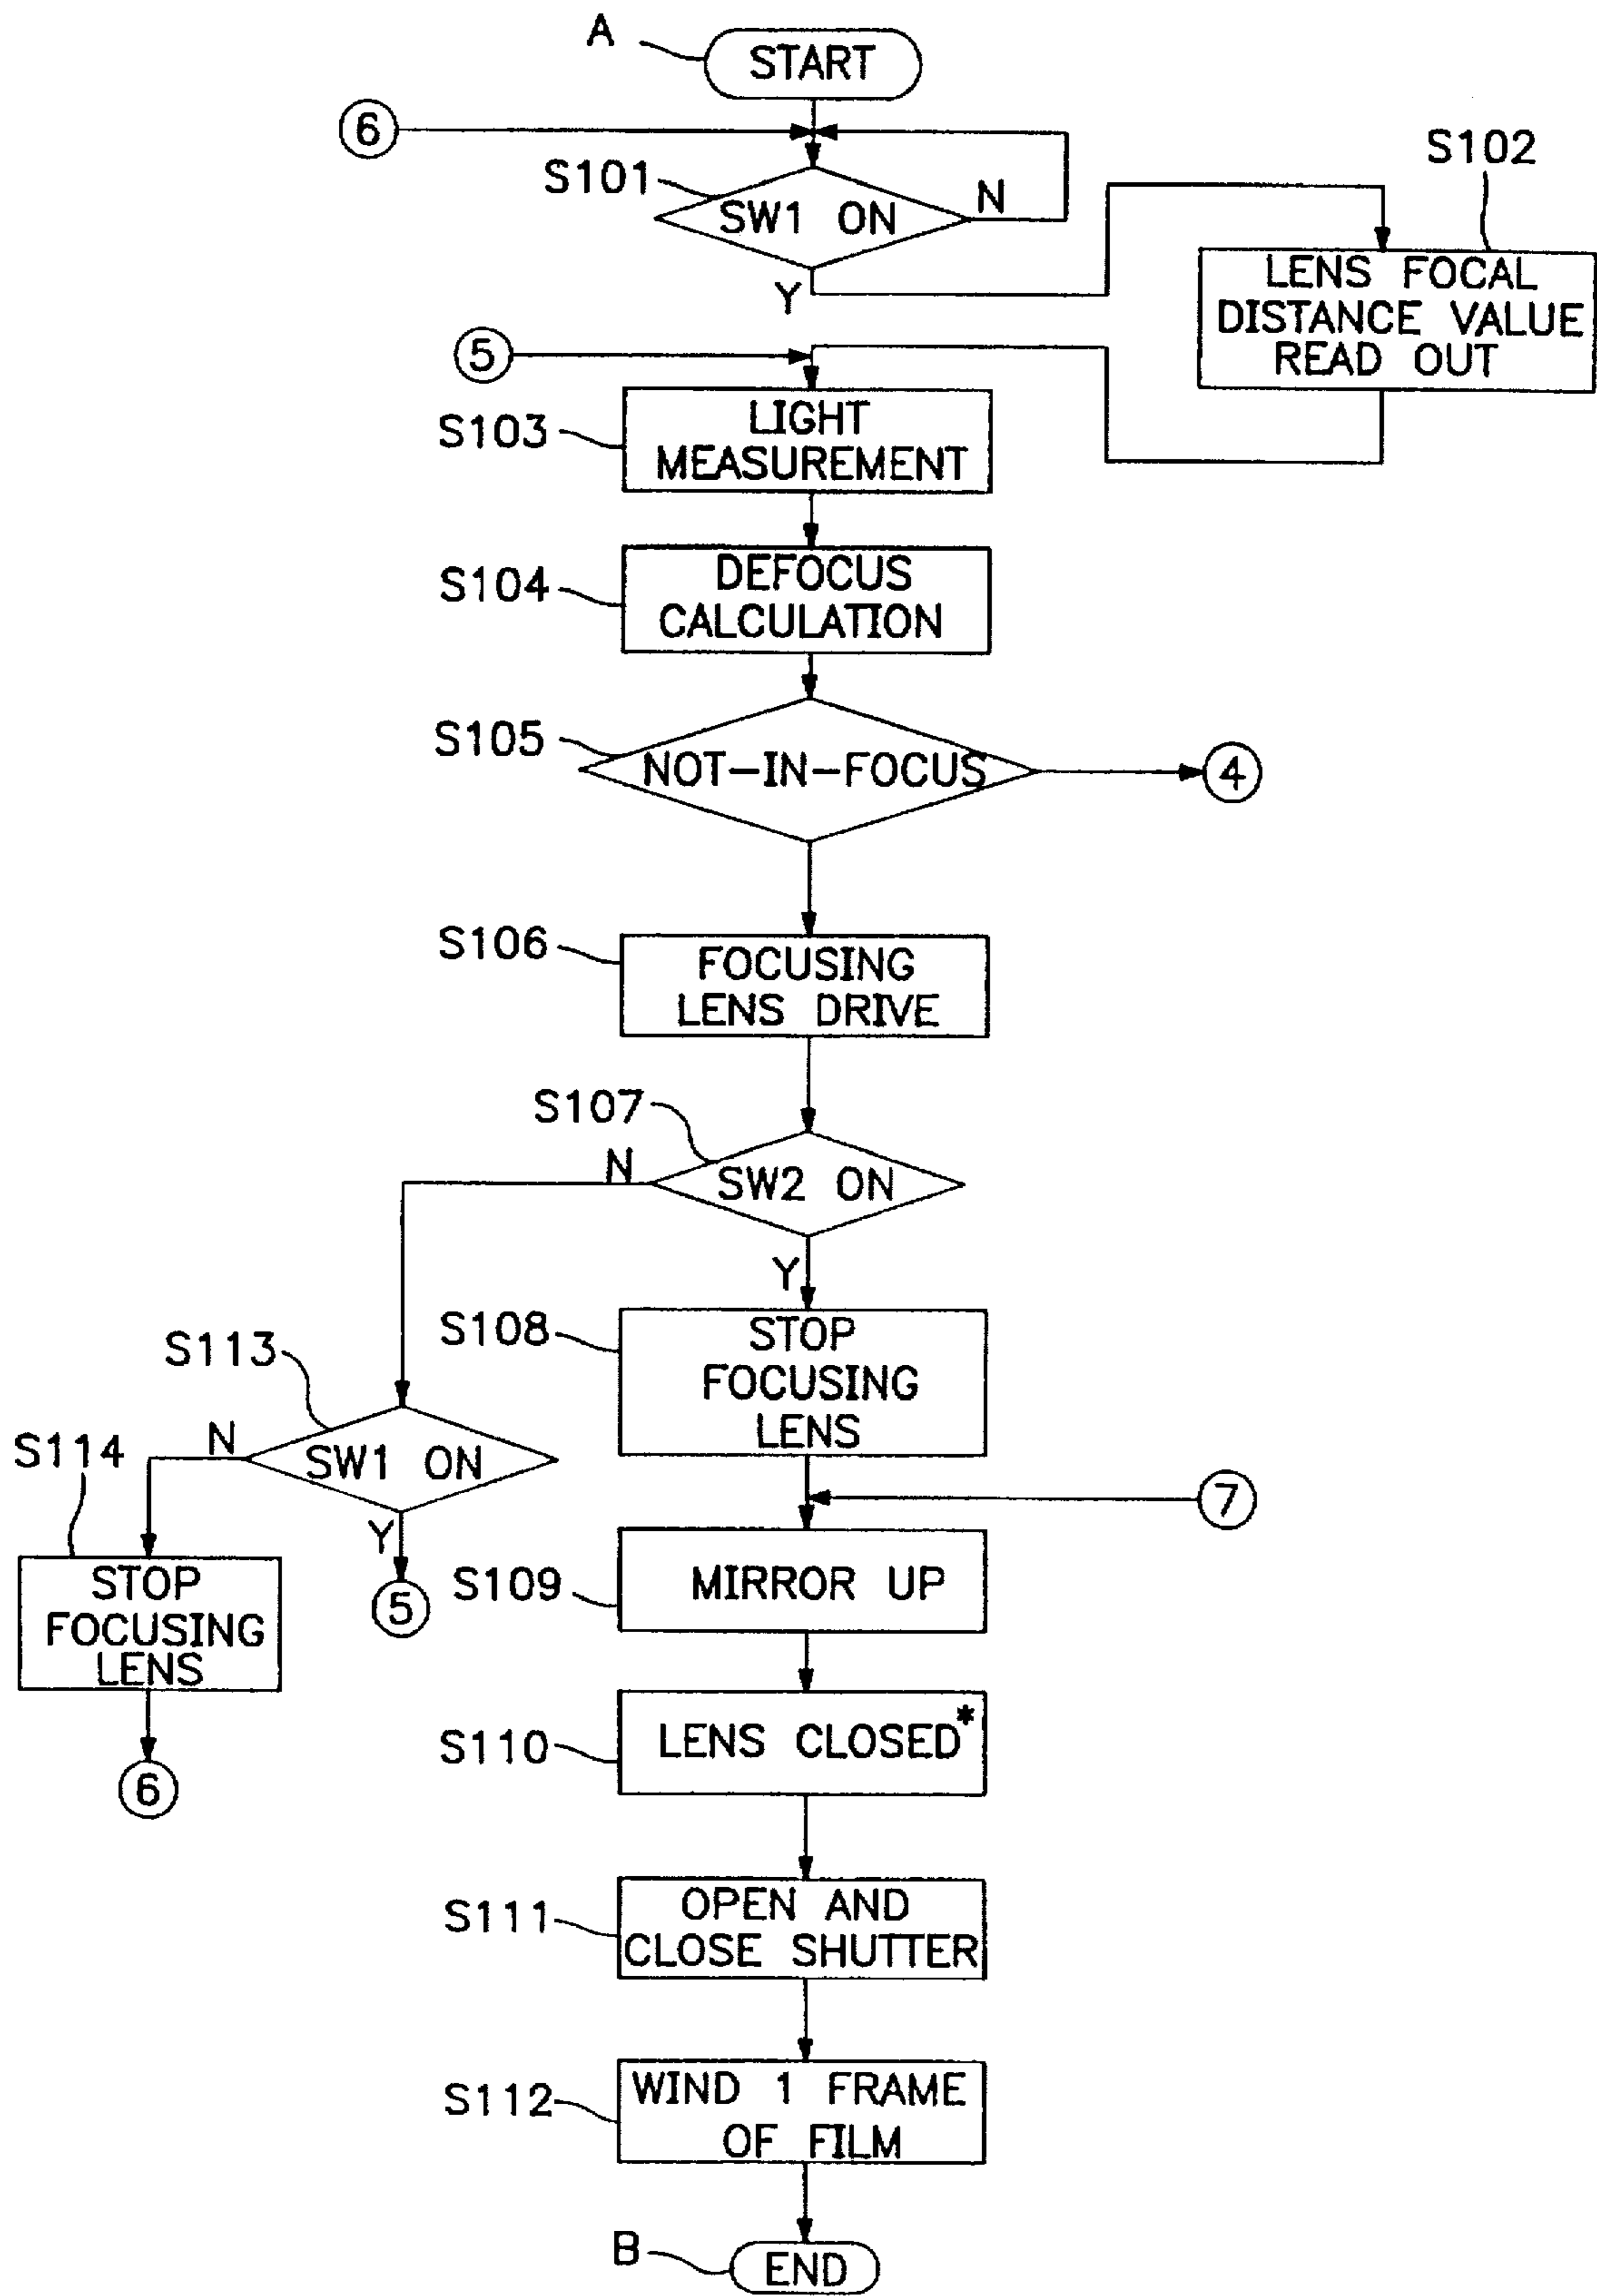 A
START
6
S101
SW1 ON
N
Y
S102
LENS FOCAL
DISTANCE VALUE
READ OUT
5
S103
LIGHT
MEASUREMENT
S104
DEFOCUS
CALCULATION
S105
NOT-IN-FOCUS
4
S106
FOCUSING
LENS DRIVE
S107
N
SW2 ON
Y
S108
STOP
FOCUSING
LENS
S113
N
SW1 ON
Y
5
S114
STOP
FOCUSING
LENS
6
7
S109
MIRROR UP
S110
LENS CLOSED*
S111
OPEN AND
CLOSE SHUTTER
S112
WIND 1 FRAME
OF FILM
B
END